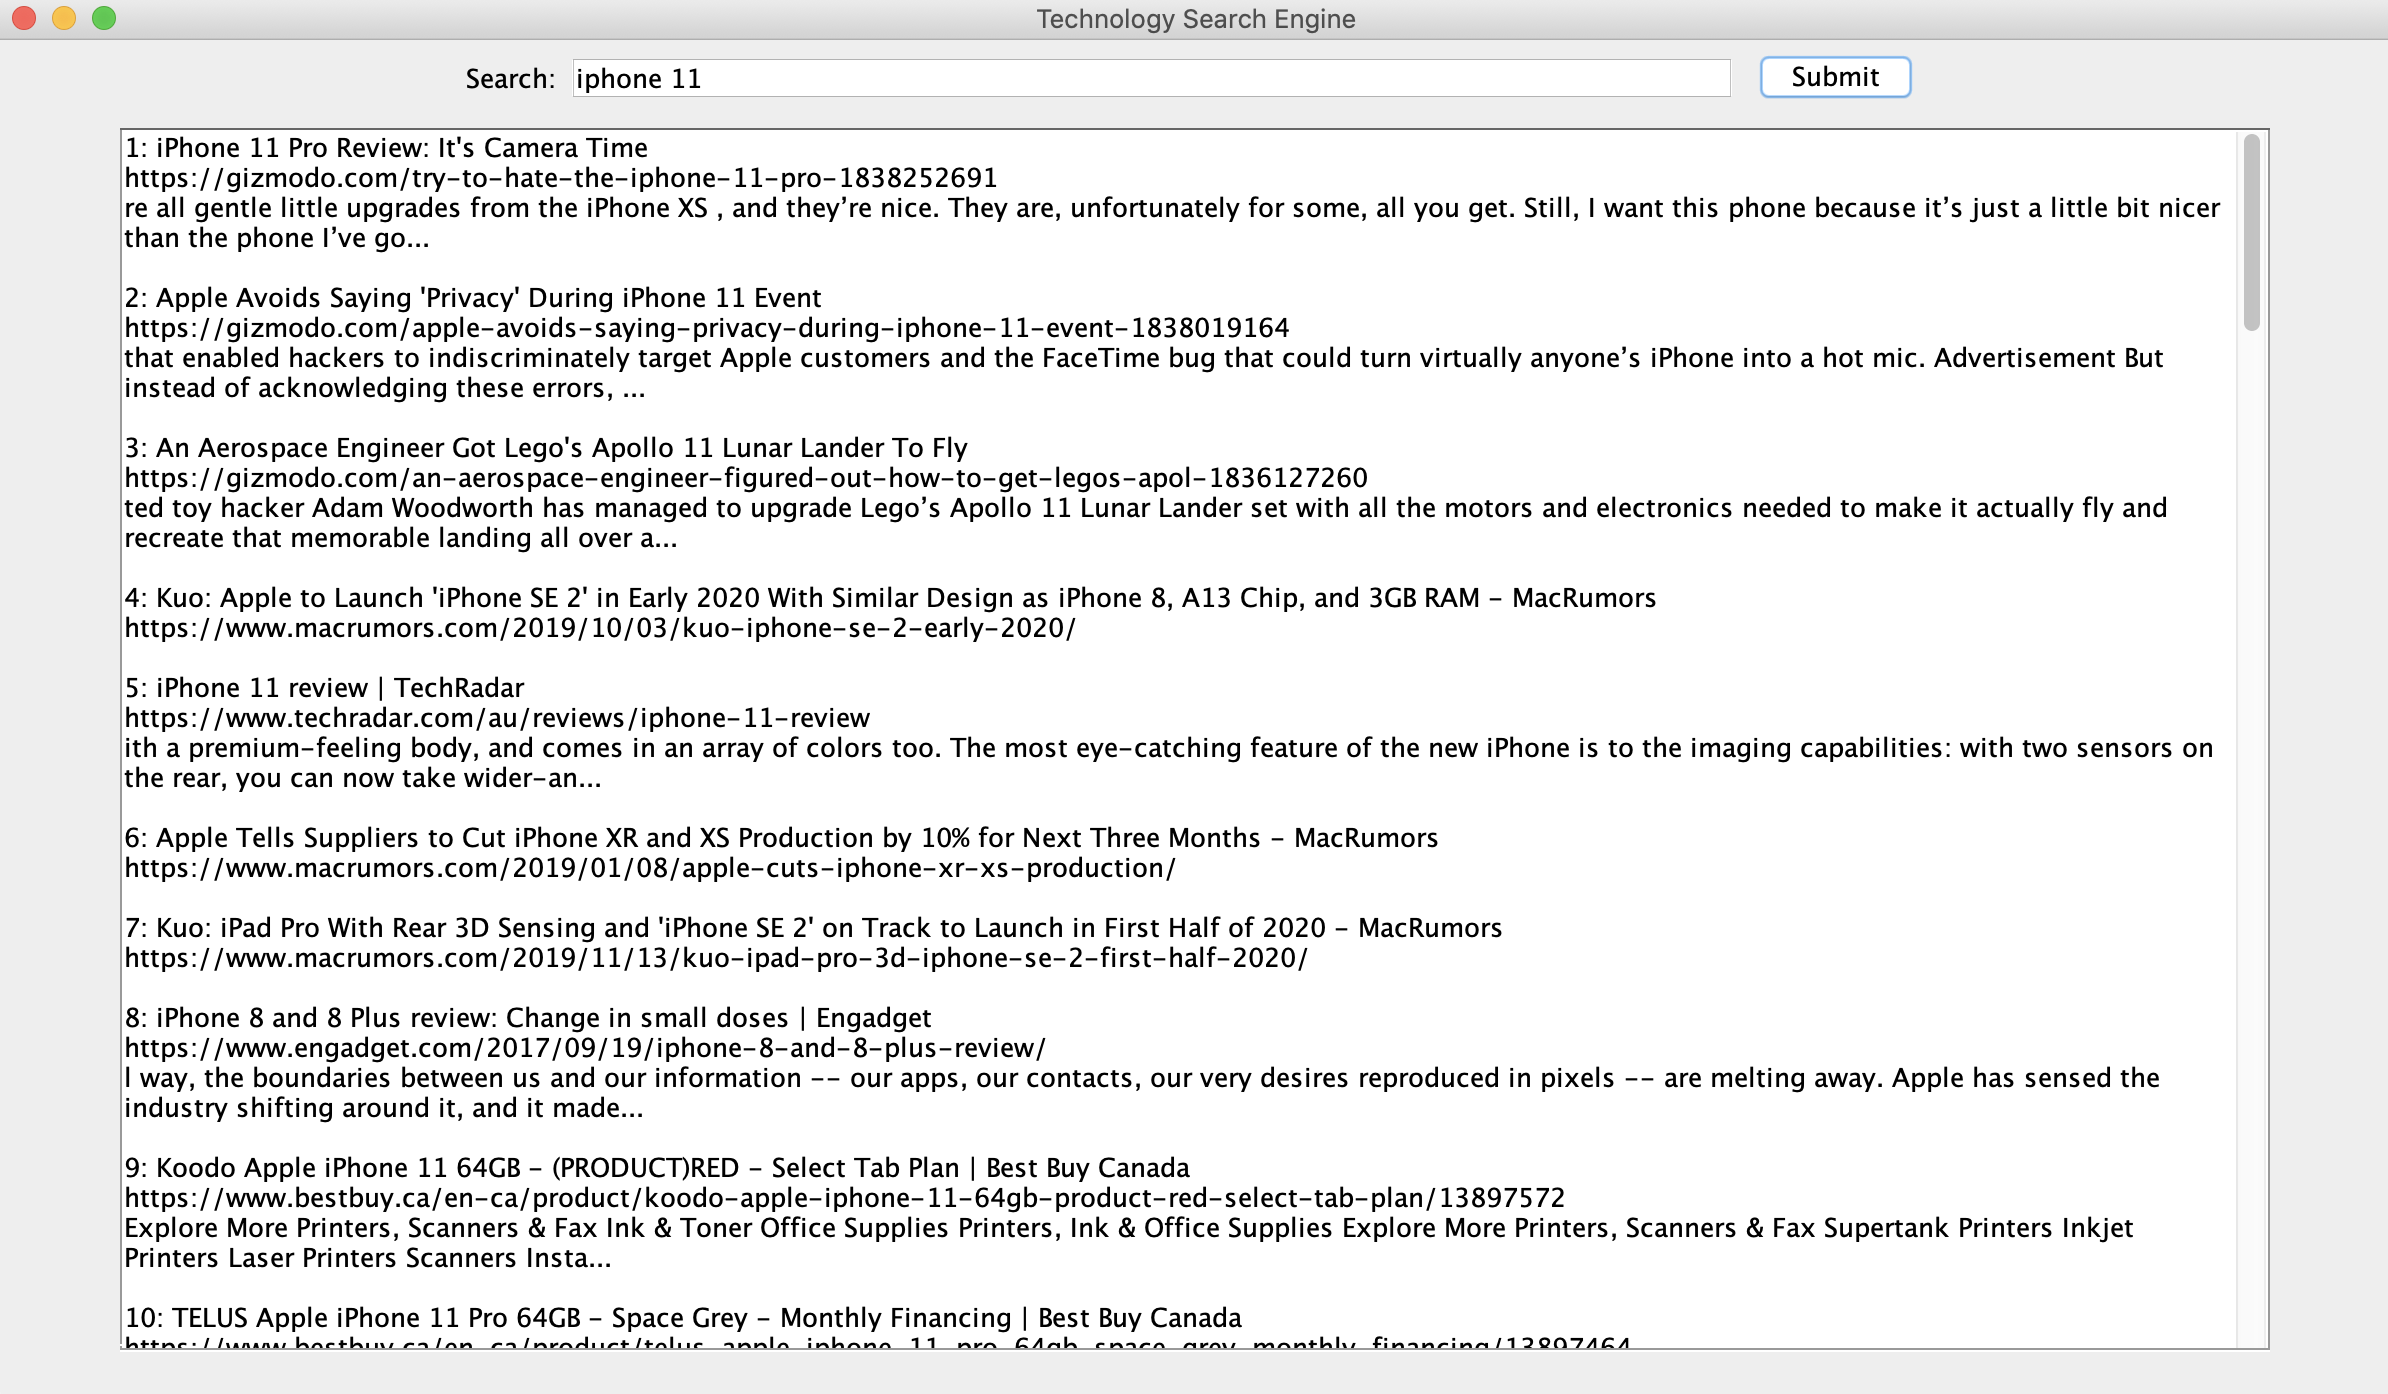 Technology Search Engine
Search: iphone 11 Submit
1: iPhone 11 Pro Review: It's Camera Time
https://gizmodo.com/try-to-hate-the-iphone-11-pro-1838252691
re all gentle little upgrades from the iPhone XS , and they’re nice. They are, unfortunately for some, all you get. Still, I want this phone because it’s just a little bit nicer
than the phone I’ve go...
2: Apple Avoids Saying 'Privacy' During iPhone 11 Event
https://gizmodo.com/apple-avoids-saying-privacy-during-iphone-11-event-1838019164
that enabled hackers to indiscriminately target Apple customers and the FaceTime bug that could turn virtually anyone’s iPhone into a hot mic. Advertisement But
instead of acknowledging these errors, ...
3: An Aerospace Engineer Got Lego's Apollo 11 Lunar Lander To Fly
https://gizmodo.com/an-aerospace-engineer-figured-out-how-to-get-legos-apol-1836127260
ted toy hacker Adam Woodworth has managed to upgrade Lego’s Apollo 11 Lunar Lander set with all the motors and electronics needed to make it actually fly and
recreate that memorable landing all over a...
4: Kuo: Apple to Launch 'iPhone SE 2' in Early 2020 With Similar Design as iPhone 8, A13 Chip, and 3GB RAM - MacRumors
https://www.macrumors.com/2019/10/03/kuo-iphone-se-2-early-2020/
5: iPhone 11 review | TechRadar
https://www.techradar.com/au/reviews/iphone-11-review
ith a premium-feeling body, and comes in an array of colors too. The most eye-catching feature of the new iPhone is to the imaging capabilities: with two sensors on
the rear, you can now take wider-an...
6: Apple Tells Suppliers to Cut iPhone XR and XS Production by 10% for Next Three Months - MacRumors
https://www.macrumors.com/2019/01/08/apple-cuts-iphone-xr-xs-production/
7: Kuo: iPad Pro With Rear 3D Sensing and 'iPhone SE 2' on Track to Launch in First Half of 2020 - MacRumors
https://www.macrumors.com/2019/11/13/kuo-ipad-pro-3d-iphone-se-2-first-half-2020/
8: iPhone 8 and 8 Plus review: Change in small doses | Engadget
https://www.engadget.com/2017/09/19/iphone-8-and-8-plus-review/
l way, the boundaries between us and our information -- our apps, our contacts, our very desires reproduced in pixels -- are melting away. Apple has sensed the
industry shifting around it, and it made...
9: Koodo Apple iPhone 11 64GB - (PRODUCT)RED - Select Tab Plan | Best Buy Canada
https://www.bestbuy.ca/en-ca/product/koodo-apple-iphone-11-64gb-product-red-select-tab-plan/13897572
Explore More Printers, Scanners & Fax Ink & Toner Office Supplies Printers, Ink & Office Supplies Explore More Printers, Scanners & Fax Supertank Printers Inkjet
Printers Laser Printers Scanners Insta...
10: TELUS Apple iPhone 11 Pro 64GB - Space Grey - Monthly Financing | Best Buy Canada
https://www.bestbuy.ca/en-ca/product/telus-apple-iphone-11-pro-64gb-space-grey-monthly-financing/13897464